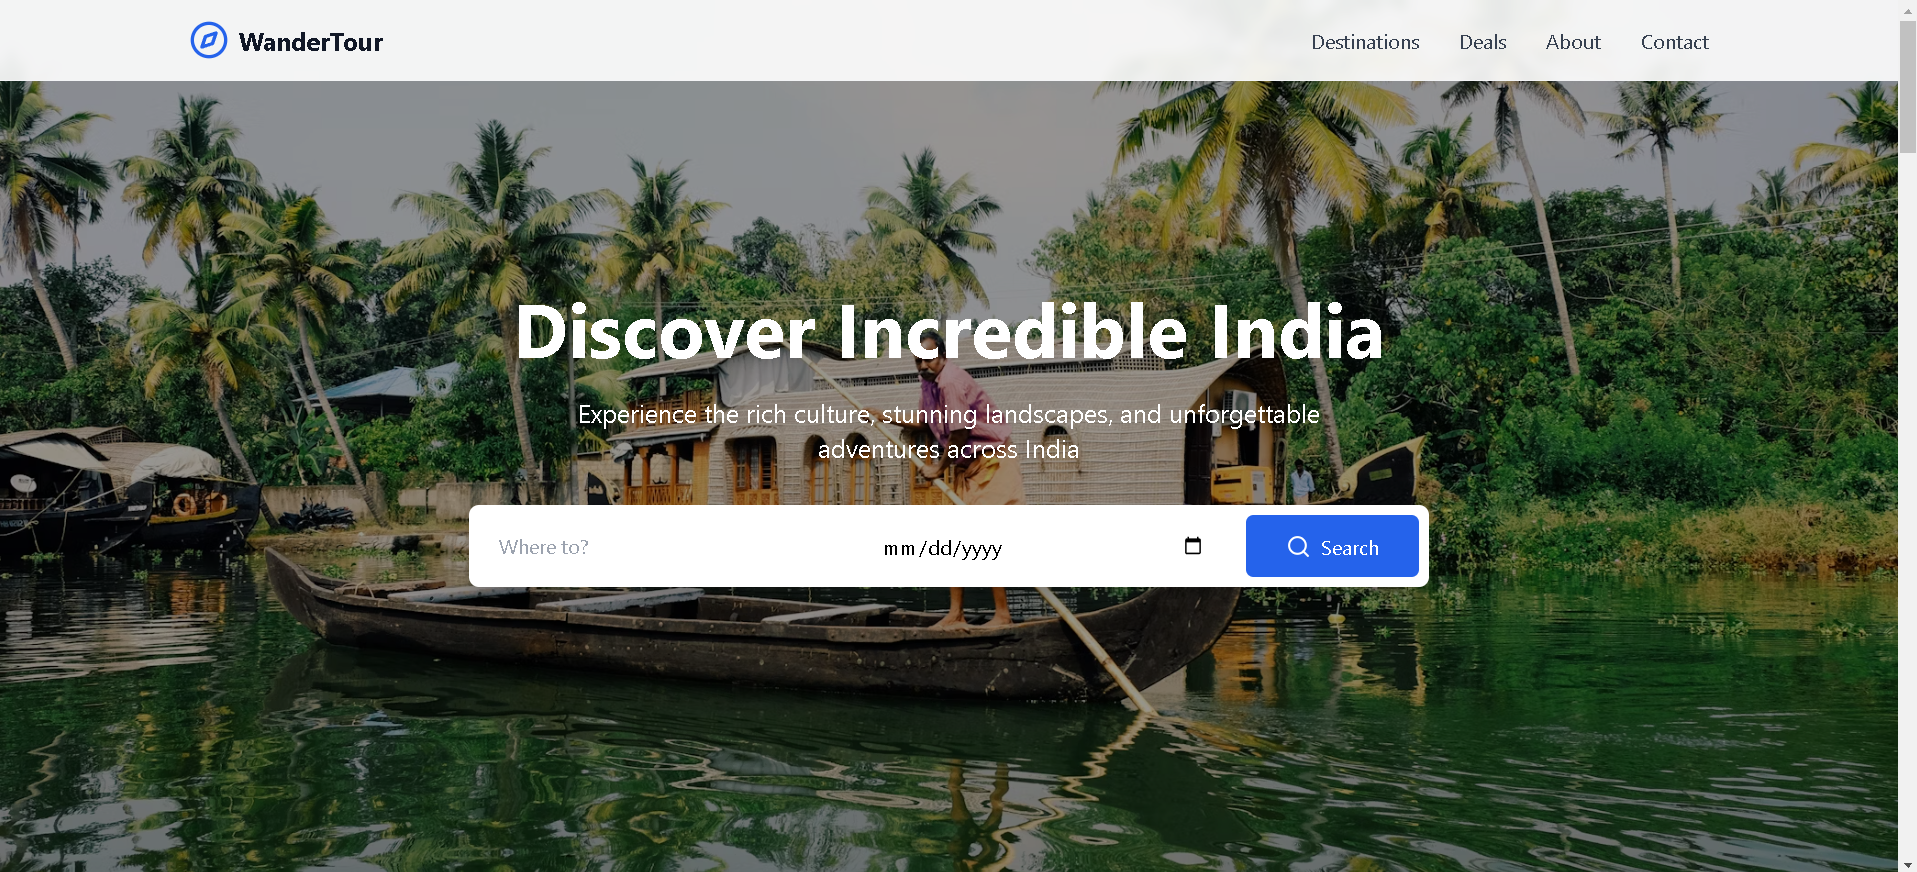 WanderTour
Destinations
Deals
About
Contact
Discover Incredible India
Experience the rich culture, stunning landscapes, and unforgettable
adventures across India
Where to?
mm/dd/yyyy
Search